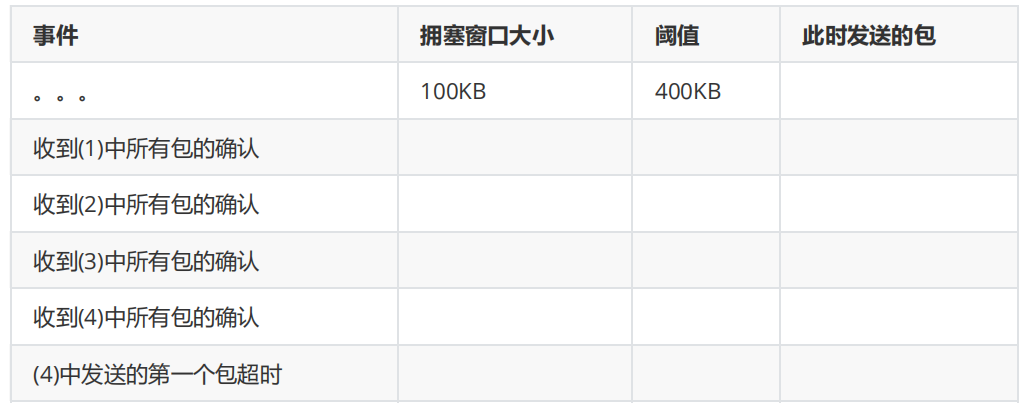 事件 拥塞窗口大小 阈值 此时发送的包
。。。 100KB 400KB
收到(1)中所有包的确认
收到(2)中所有包的确认
收到(3)中所有包的确认
收到(4)中所有包的确认
(4)中发送的第一个包超时